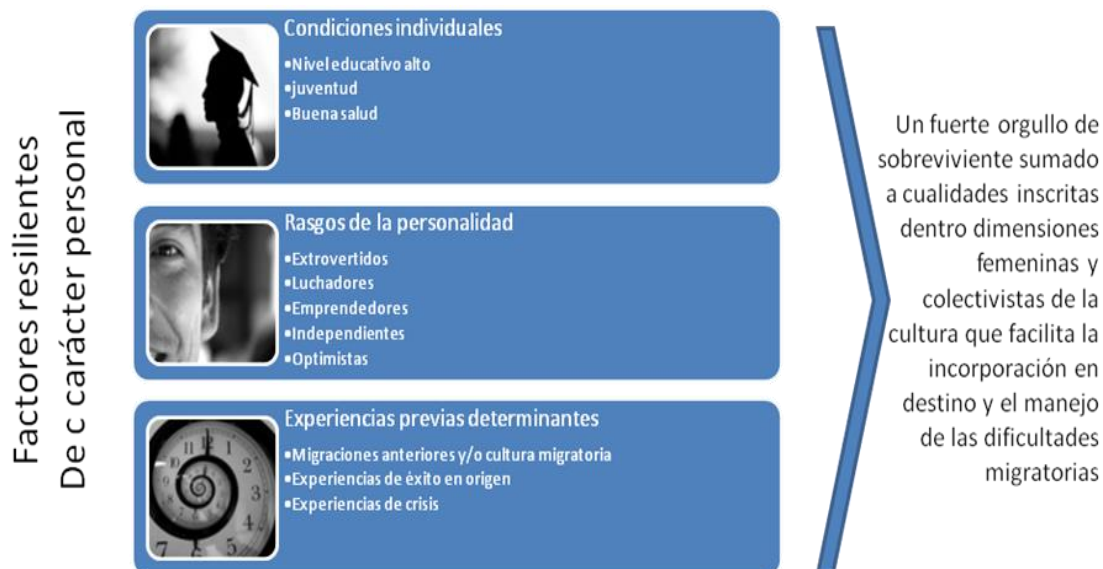 Factores resilientes
De c carácter personal
Condiciones individuales
•Nivel educativo alto
•juventud
•Buena salud
Rasgos de la personalidad
•Extrovertidos
•Luchadores
•Emprendedores
•Independientes
•Optimistas
Experiencias previas determinantes
•Migraciones anteriores y/o cultura migratoria
•Experiencias de éxito en origen
•Experiencias de crisis
Un fuerte orgullo de
sobreviviente sumado
a cualidades inscritas
dentro dimensiones
femeninas y
colectivistas de la
cultura que facilita la
incorporación en
destino y el manejo
de las dificultades
migratorias